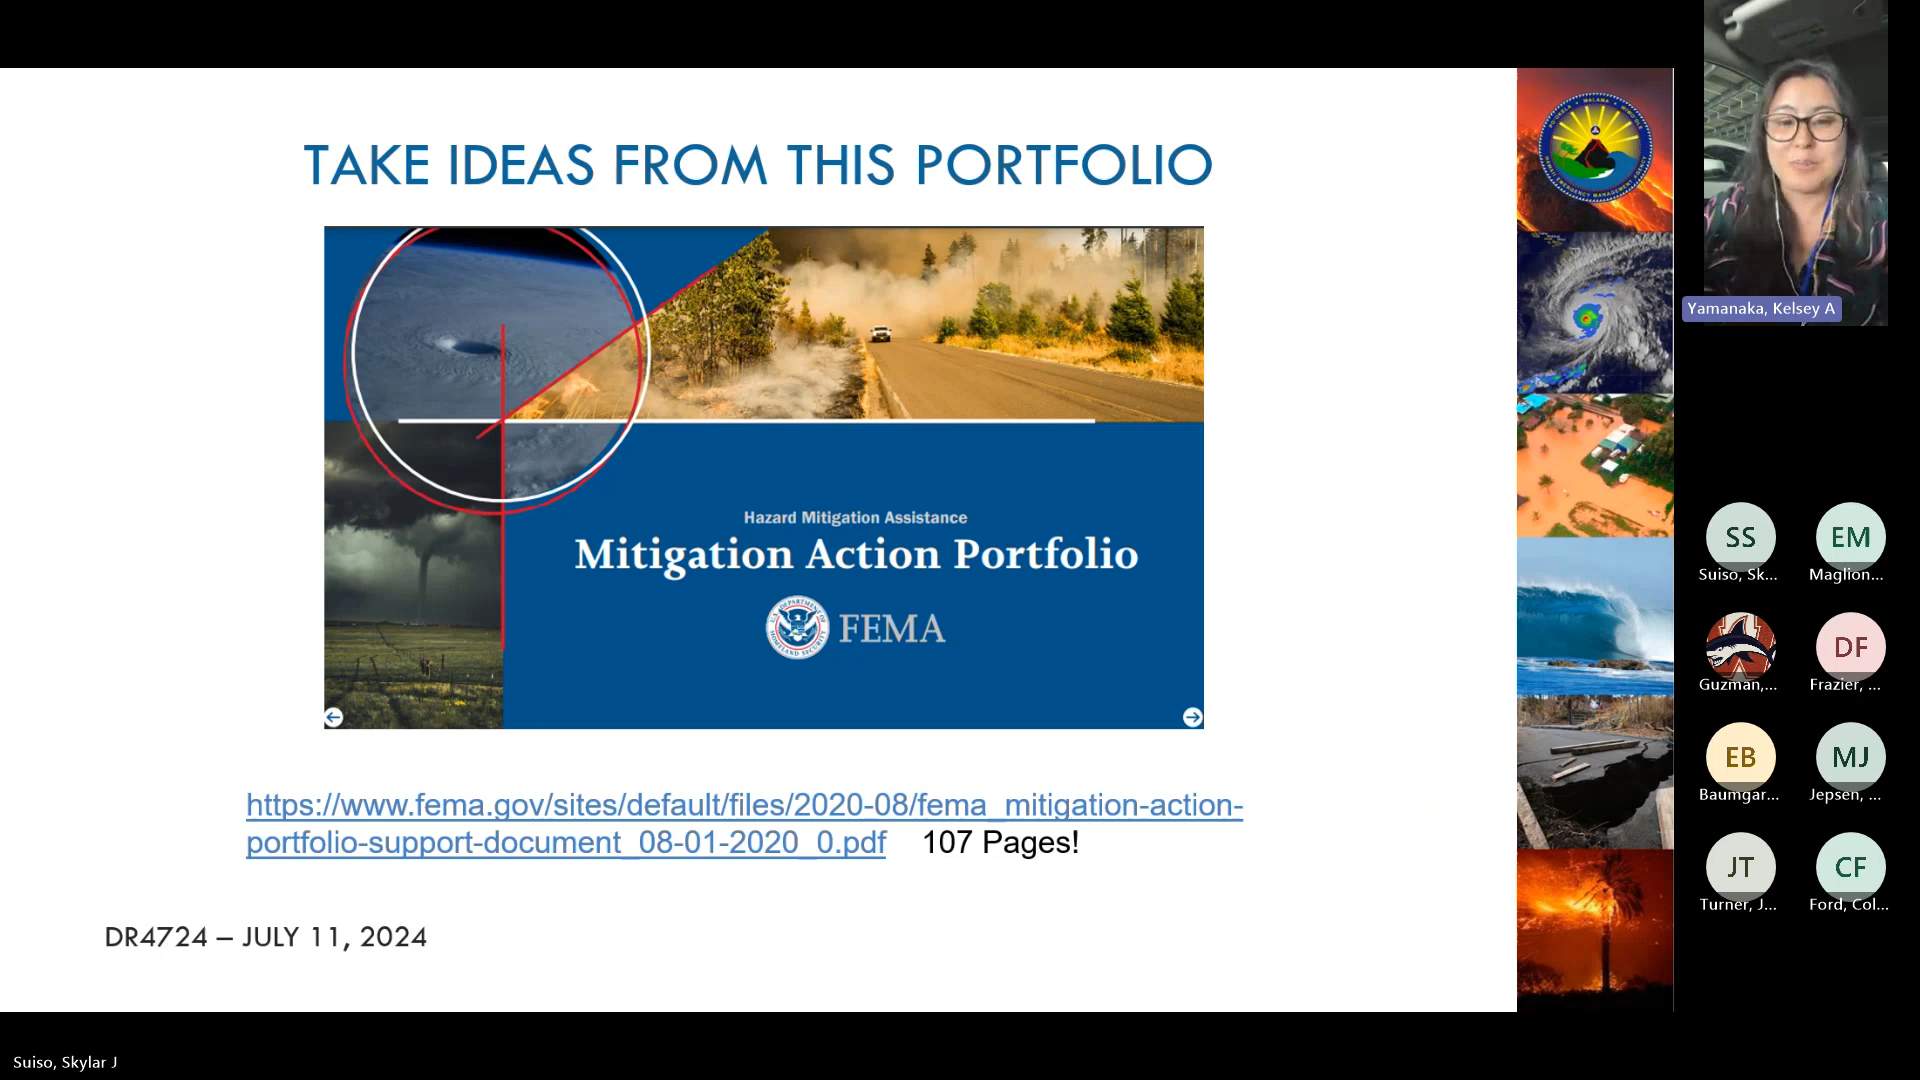 TAKE IDEAS FROM THIS PORTFOLIO
Hazard Mitigation Assistance
Mitigation Action Portfolio
FEMA
https://www.fema.gov/sites/default/files/2020-08/fema_mitigation-action-
portfolio-support-document_08-01-2020_0.pdf 107 Pages!
DR4724 – JULY 11, 2024
Yamanaka, Kelsey A
SS
Suiso, Sk...
EM
Maglion...
Guzman,...
DF
Frazier, ...
EB
Baumgar...
MJ
Jepsen, ...
JT
Turner, J...
CF
Ford, Col...
Suiso, Skylar J